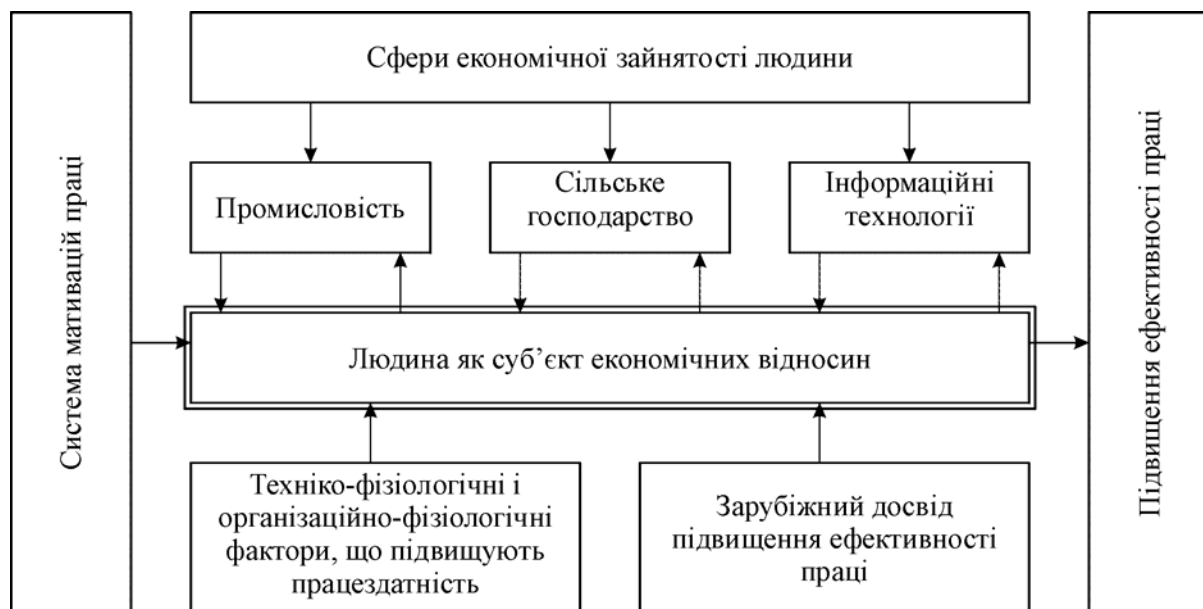 Система мативацій праці
Сфери економічної зайнятості людини
Промисловість
Сільське
господарство
Інформаційні
технології
Людина як суб’єкт економічних відносин
Техніко-фізіологічні і
організаційно-фізіологічні
фактори, що підвищують
працездатність
Зарубіжний досвід
підвищення ефективності
праці
Підвищення ефективності праці